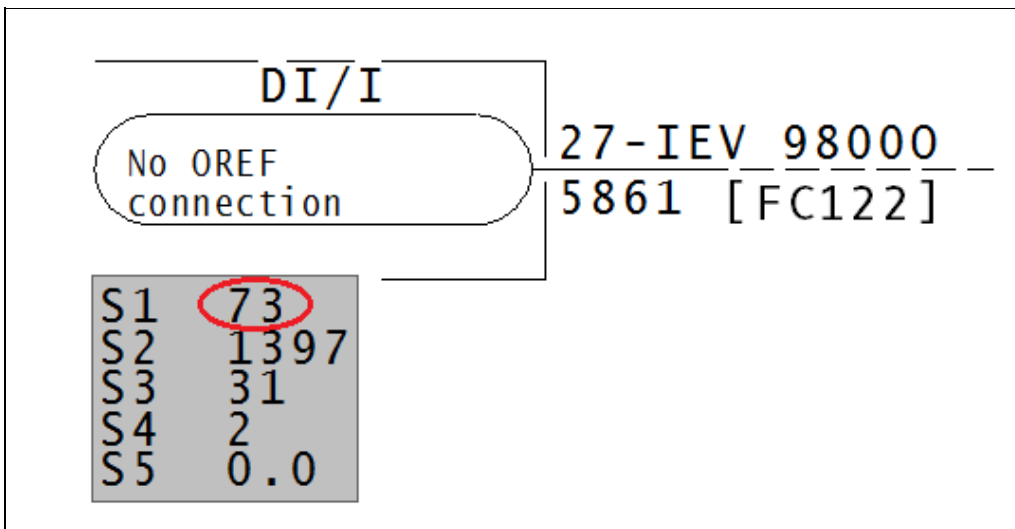 DI/I
No OREF
connection
27-IEV 98000
5861 [FC122]
S1 73
S2 1397
S3 31
S4 2
S5 0.0